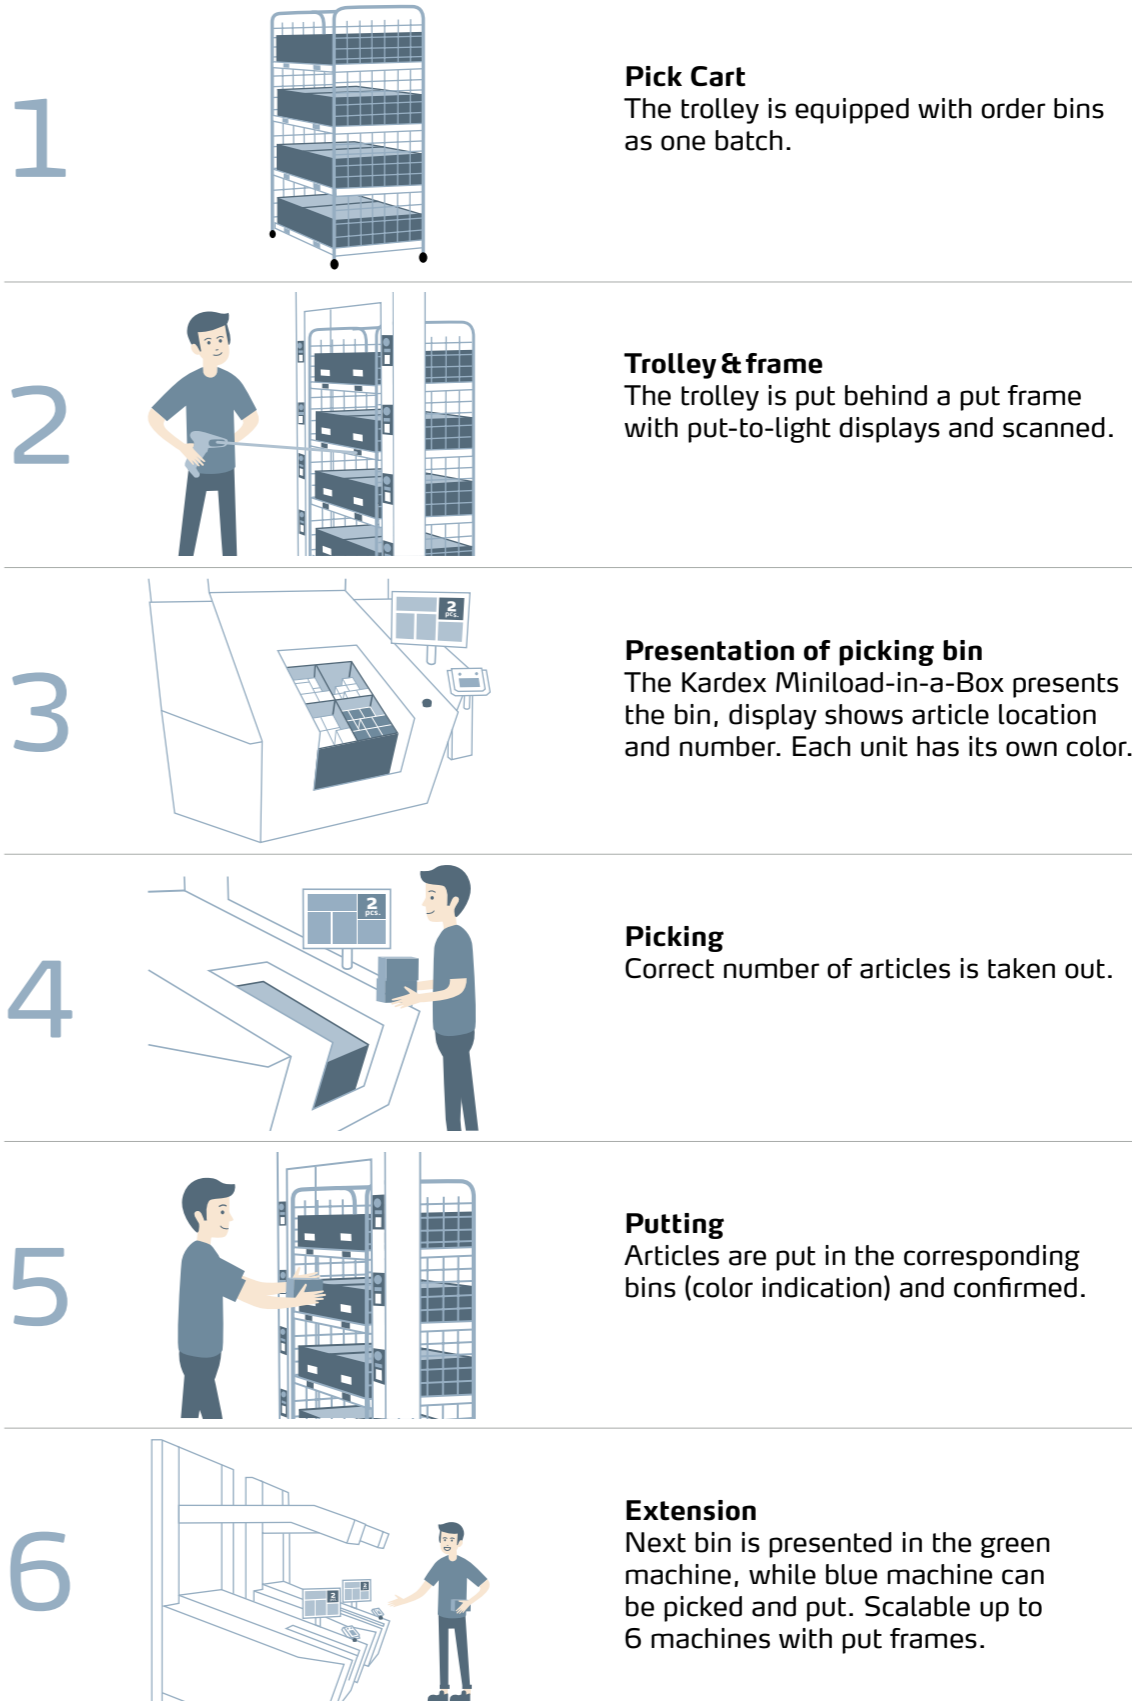 1
Pick Cart
The trolley is equipped with order bins
as one batch.
2
Trolley & frame
The trolley is put behind a put frame
with put-to-light displays and scanned.
3
2
pcs.
Presentation of picking bin
The Kardex Miniload-in-a-Box presents
the bin, display shows article location
and number. Each unit has its own color.
4
2
pcs.
Picking
Correct number of articles is taken out.
5
Putting
Articles are put in the corresponding
bins (color indication) and confirmed.
6
2
Extension
Next bin is presented in the green
machine, while blue machine can
be picked and put. Scalable up to
6 machines with put frames.